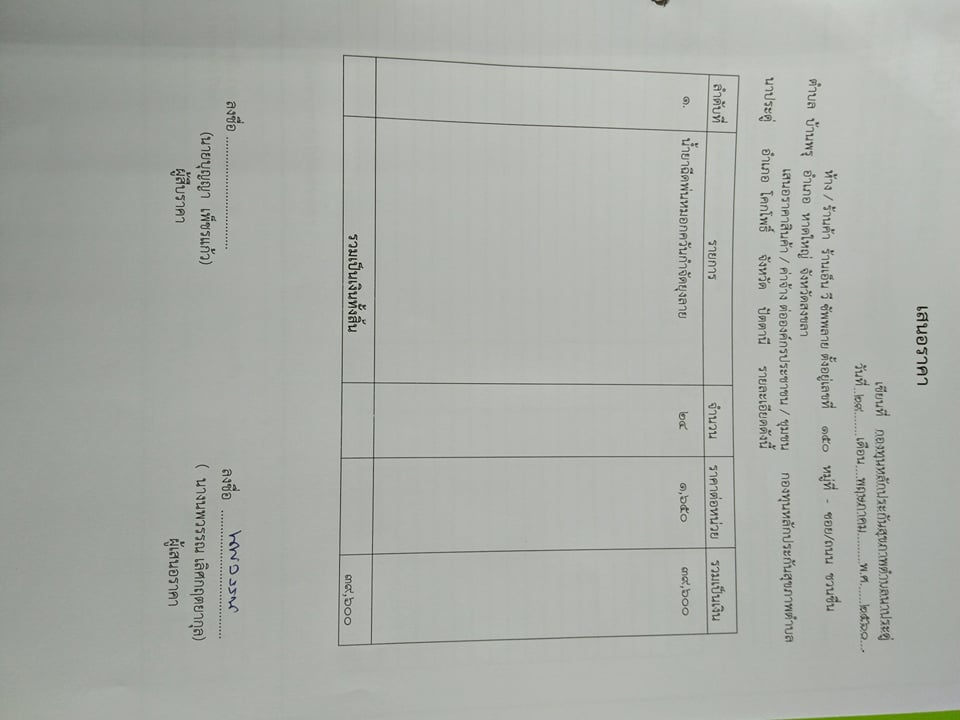 เสนอราคา
เขียนที่ กองทุนหลักประกันสุขภาพตำบลนาประดู่
วันที่..๒๙........เดือน....พฤษภาคม..........พ.ศ......๒๕๖๐....
ห้าง / ร้านค้า ร้านเอ็น วี ซัพพลาย ตั้งอยู่เลขที่ ๑๕๐ หมู่ที่ - ซอย/ถนน ชวนชื่น
ตำบล บ้านพรุ อำเภอ หาดใหญ่ จังหวัดสงขลา
เสนอราคาสินค้า / ค่าจ้าง ต่อองค์กรประชาชน / ชุมชน กองทุนหลักประกันสุขภาพตำบล
นาประดู่ อำเภอ โคกโพธิ์ จังหวัด ปัตตานี รายละเอียดดังนี้
ลำดับที่ รายการ จำนวน ราคาต่อหน่วย รวมเป็นเงิน
๑. น้ำยาฉีดพ่นหมอกควันกำจัดยุงลาย ๒๔ ๑,๖๕๐ ๓๙,๖๐๐
รวมเป็นเงินทั้งสิ้น ๓๙,๖๐๐
ลงชื่อ ........................... ลงชื่อ ....นพวรรณ....
(นายบุญญา เพ็ชรแก้ว) ( นางนพวรรณ เลิศกฤตยากุล)
ผู้สืบราคา ผู้เสนอราคา